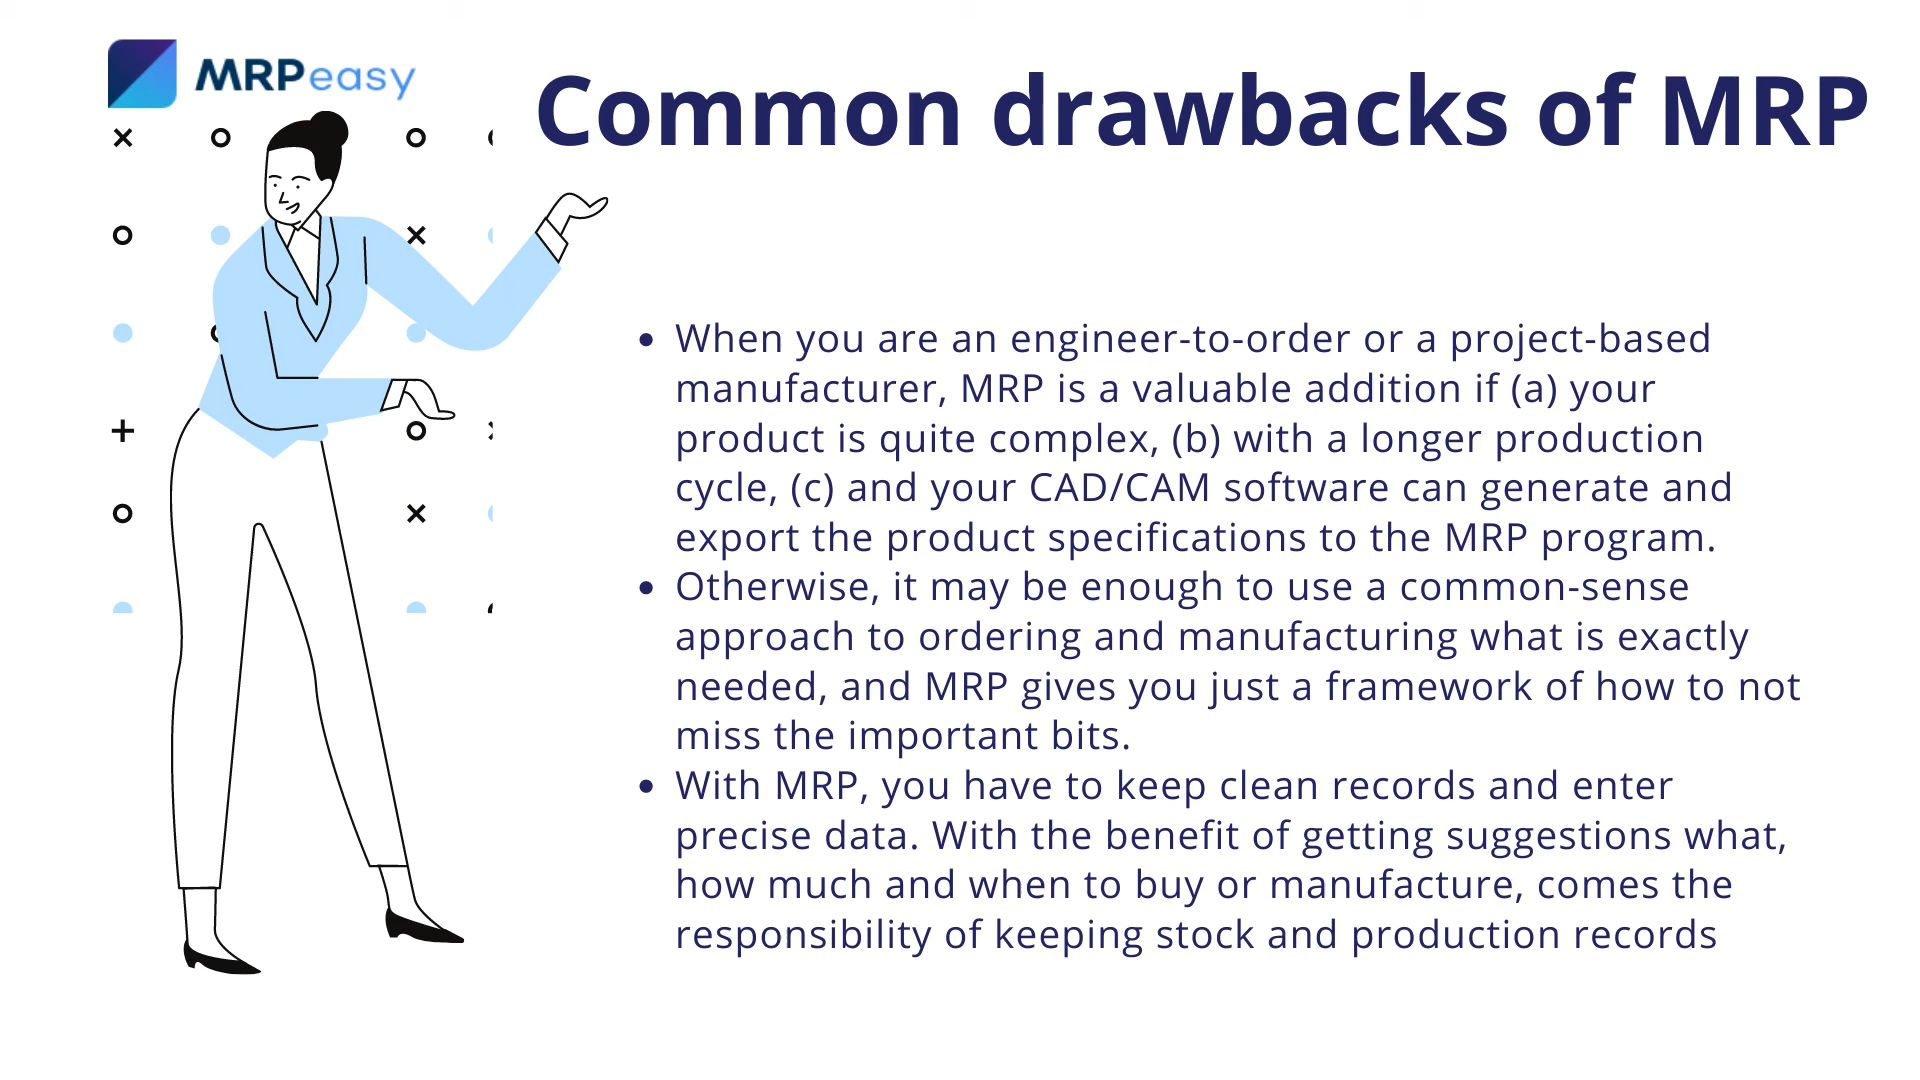 MRPeasy
Common drawbacks of MRP
• When you are an engineer-to-order or a project-based
manufacturer, MRP is a valuable addition if (a) your
product is quite complex, (b) with a longer production
cycle, (c) and your CAD/CAM software can generate and
export the product specifications to the MRP program.
• Otherwise, it may be enough to use a common-sense
approach to ordering and manufacturing what is exactly
needed, and MRP gives you just a framework of how to not
miss the important bits.
• With MRP, you have to keep clean records and enter
precise data. With the benefit of getting suggestions what,
how much and when to buy or manufacture, comes the
responsibility of keeping stock and production records